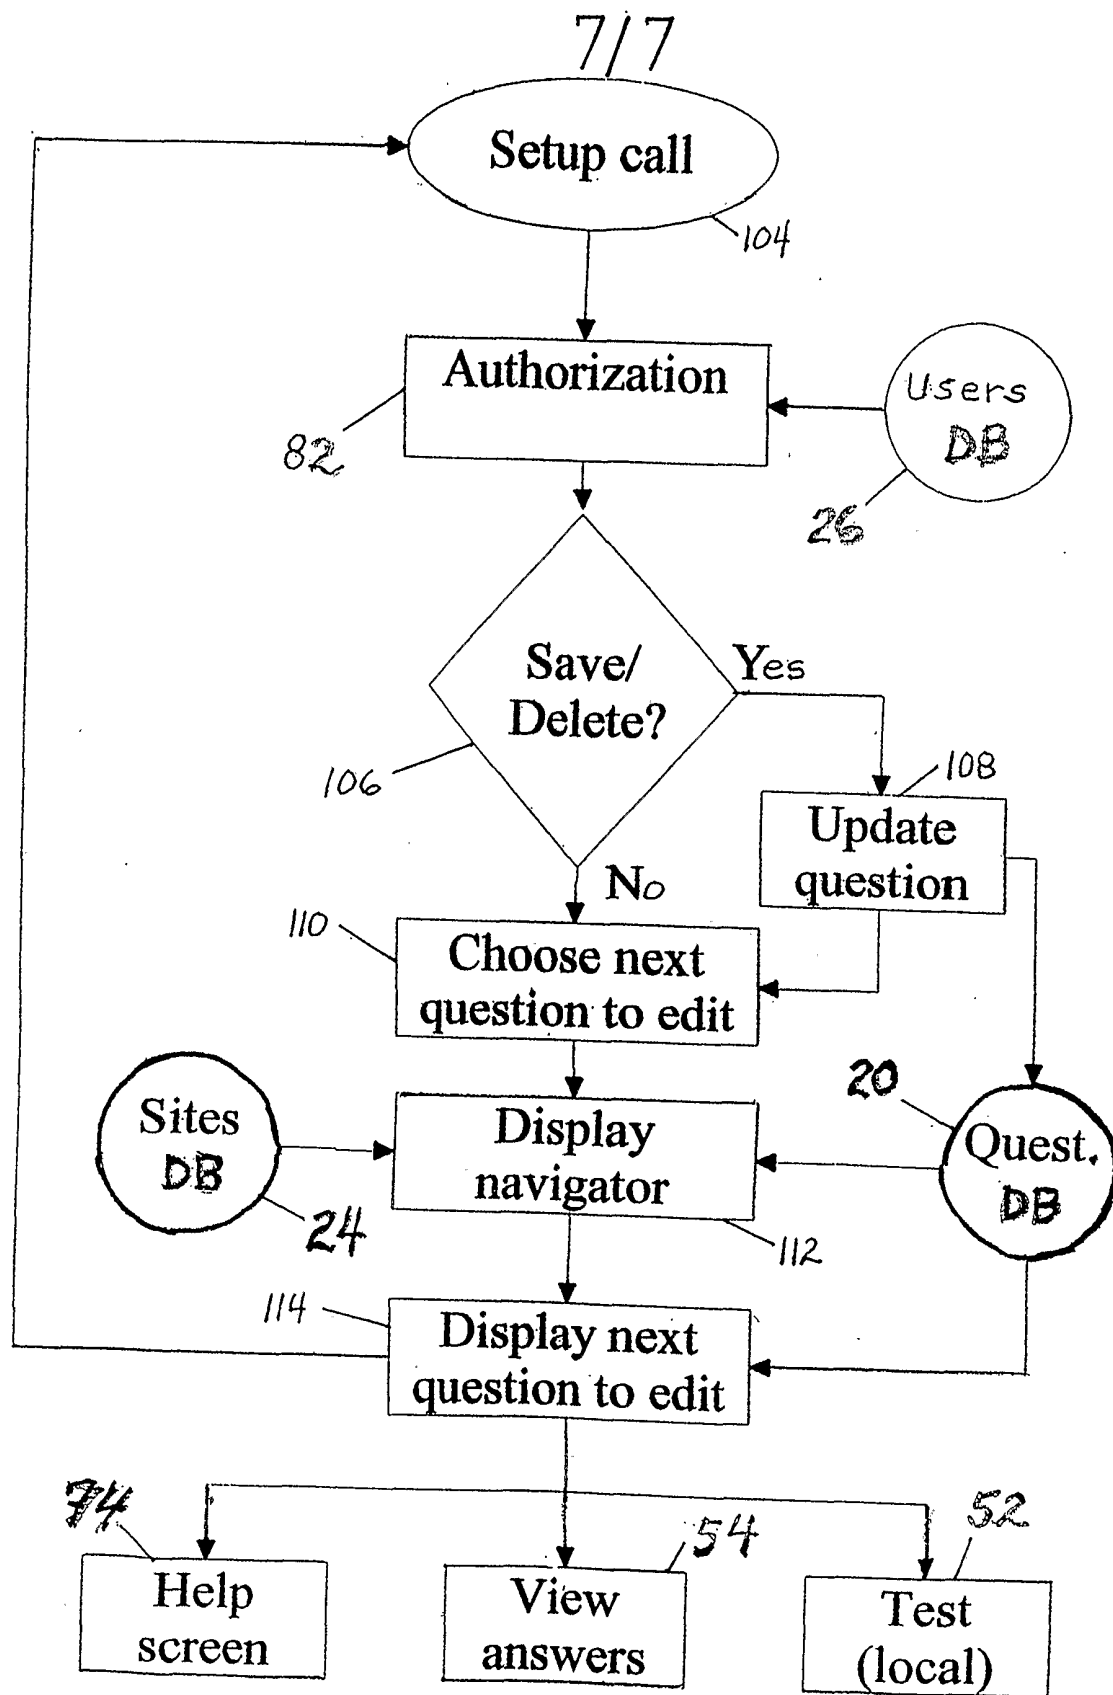 7/7
Setup call
104
Authorization
82
Users
DB
26
Save/
Delete?
Yes
106
108
Update
question
No
110
Choose next
question to edit
20
Sites
DB
24
Display
navigator
112
Quest.
DB
114
Display next
question to edit
74
Help
screen
54
View
answers
52
Test
(local)